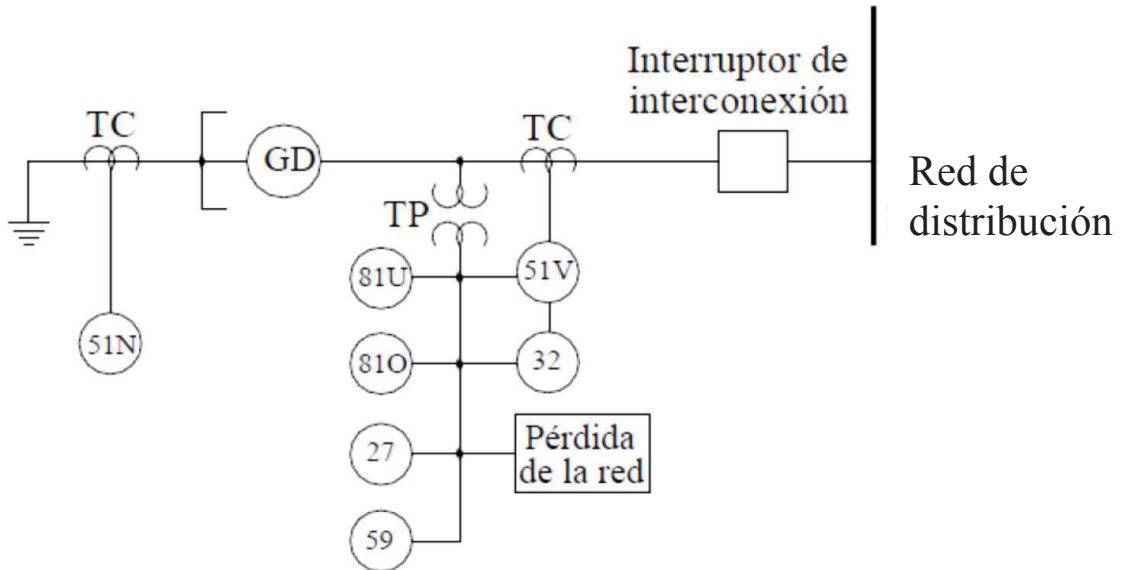 Interruptor de
interconexión
TC
TC
GD
Red de
distribución
TP
81U
51V
51N
81O
32
27
Pérdida
de la red
59